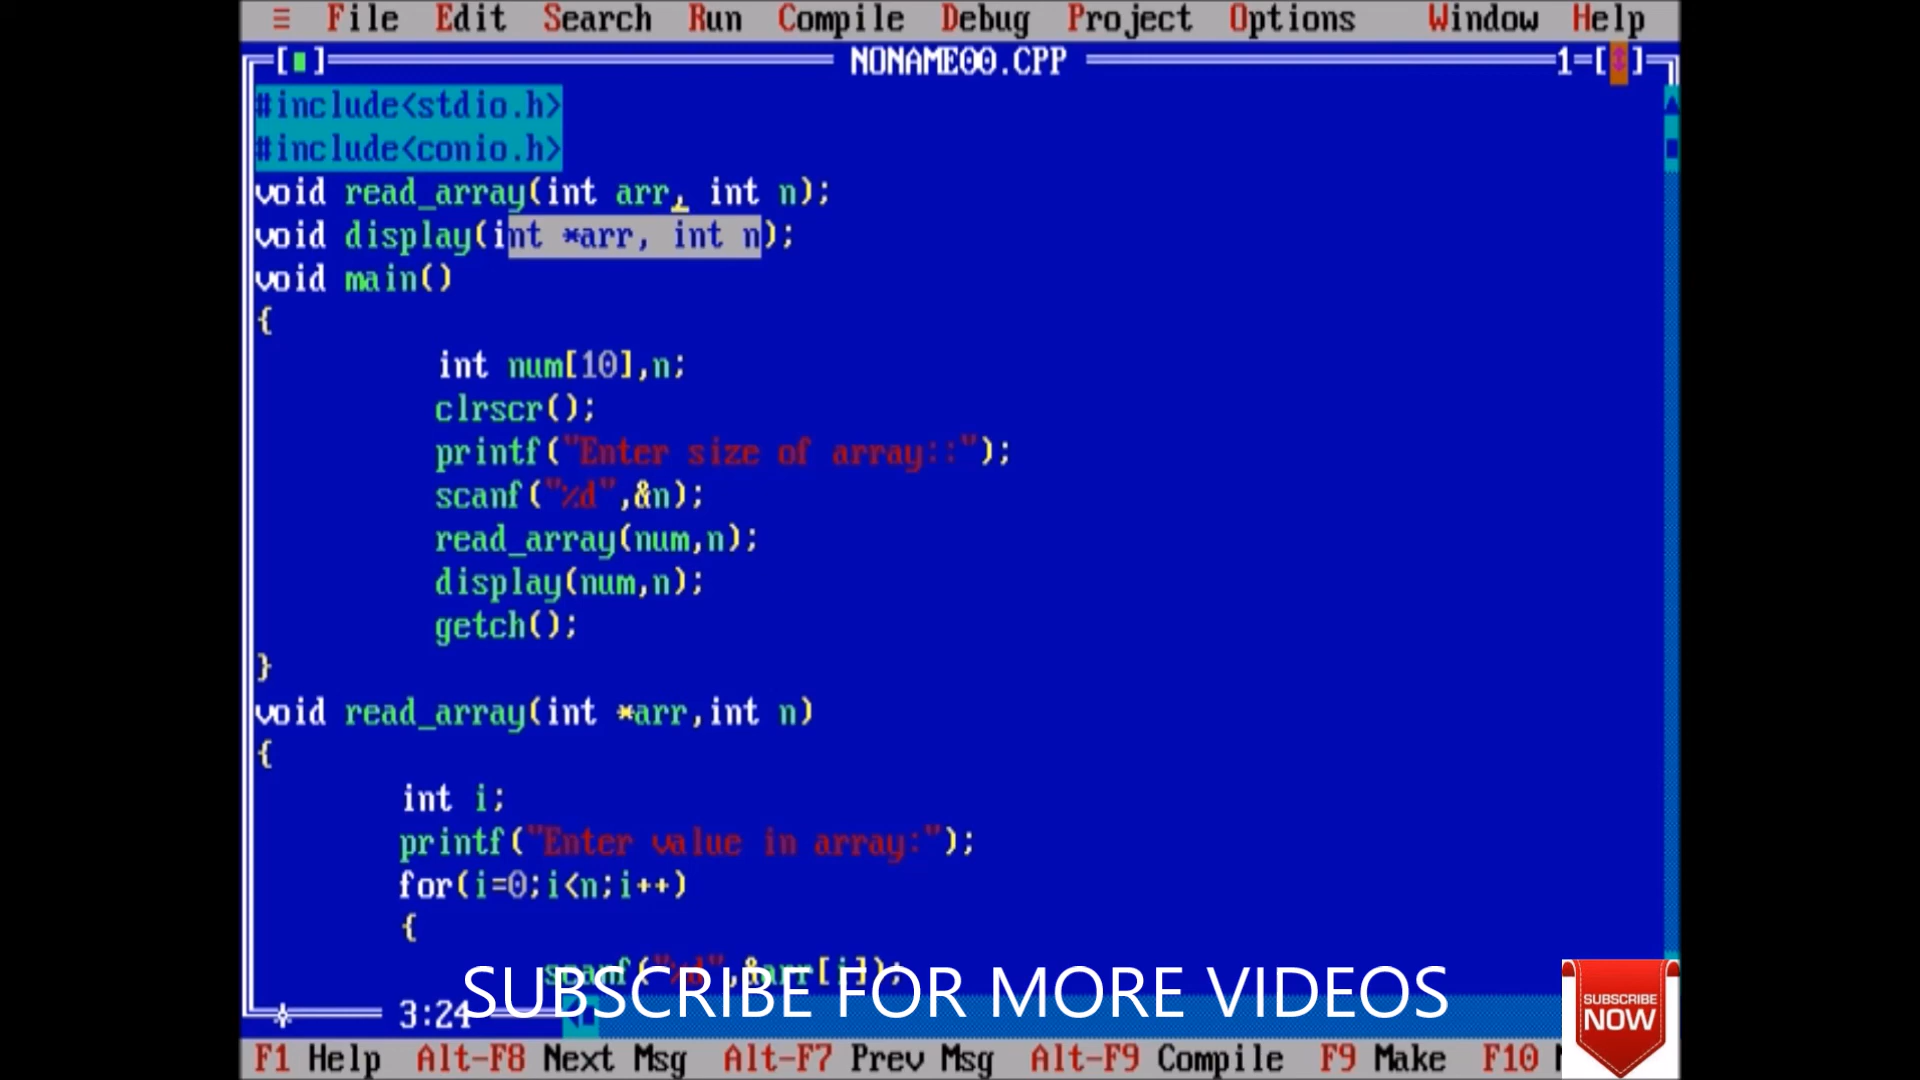 ≡ File Edit Search Run Compile Debug Project Options Window Help
[■] NONAME00.CPP 1=[↕]
#include<stdio.h>
#include<conio.h>
void read_array(int arr, int n);
void display(int *arr, int n);
void main()
{
int num[10],n;
clrscr();
printf("Enter size of array::");
scanf("%d",&n);
read_array(num,n);
display(num,n);
getch();
}
void read_array(int *arr,int n)
{
int i;
printf("Enter value in array:");
for(i=0;i<n;i++)
{
scanf("%d",&arr[i]);
SUBSCRIBE FOR MORE VIDEOS
SUBSCRIBE
NOW
3:24
F1 Help Alt-F8 Next Msg Alt-F7 Prev Msg Alt-F9 Compile F9 Make F10